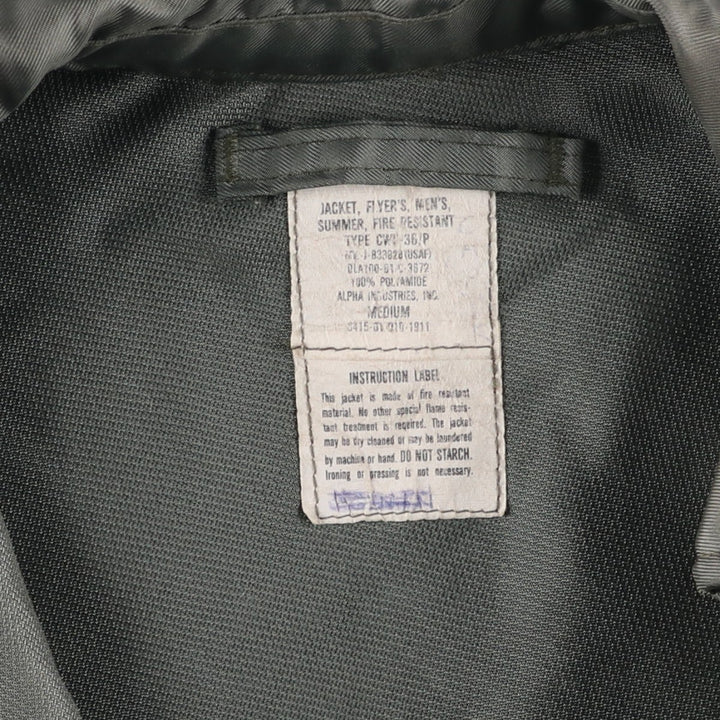 JACKET, FLYER'S, MEN'S,
SUMMER, FIRE RESISTANT
TYPE CWU-36/P
(USAF)
100% POLYAMIDE
ALPHA INDUSTRIES, INC.
MEDIUM
INSTRUCTION LABEL
This jacket is made of fire resistant
material. No other special flame resis-
tant treatment is required. The jacket
may be dry cleaned or may be laundered
by machine or hand. DO NOT STARCH.
Ironing or pressing is not necessary.